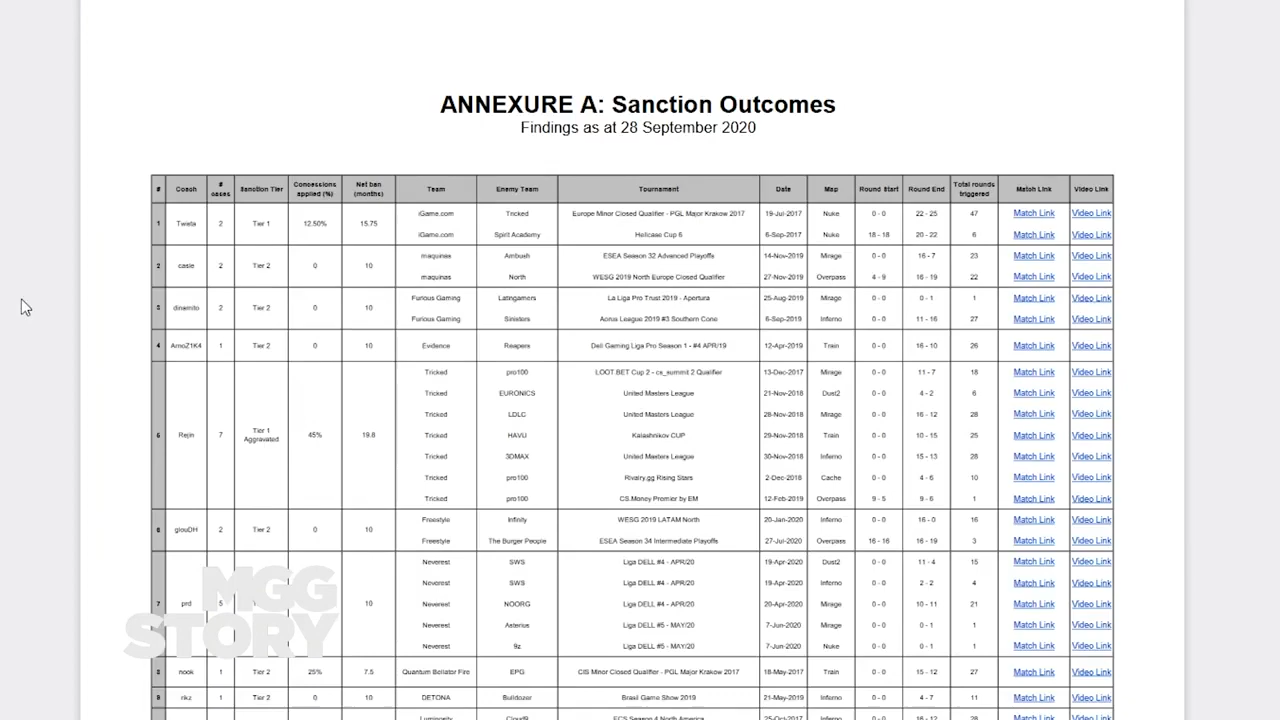 ANNEXURE A: Sanction Outcomes
Findings as at 28 September 2020
# Coach # cases Sanction Tier Concessions applied (%) Net ban (months) Team Enemy Team Tournament Date Map Round Start Round End Total rounds triggered Match Link Video Link
1 Twista 2 Tier 1 12.50% 15.75 iGame.com Tricked Europe Minor Closed Qualifier - PGL Major Krakow 2017 19-Jul-2017 Nuke 0 - 0 22 - 25 47 Match Link Video Link
iGame.com Spirit Academy Hellcase Cup 6 6-Sep-2017 Nuke 18 - 18 20 - 22 6 Match Link Video Link
2 casle 2 Tier 2 0 10 maquinas Ambush ESEA Season 32 Advanced Playoffs 14-Nov-2019 Mirage 0 - 0 16 - 7 23 Match Link Video Link
maquinas North WESG 2019 North Europe Closed Qualifier 27-Nov-2019 Overpass 4 - 9 16 - 19 22 Match Link Video Link
3 dinamito 2 Tier 2 0 10 Furious Gaming Latingamers La Liga Pro Trust 2019 - Apertura 25-Aug-2019 Mirage 0 - 0 0 - 1 1 Match Link Video Link
Furious Gaming Sinisters Aorus League 2019 #3 Southern Cone 6-Sep-2019 Inferno 0 - 0 11 - 16 27 Match Link Video Link
4 ArnoZ1K4 1 Tier 2 0 10 Evidence Reapers Dell Gaming Liga Pro Season 1 - #4 APR/19 12-Apr-2019 Train 0 - 0 16 - 10 26 Match Link Video Link
5 Rejin 7 Tier 1 Aggravated 45% 19.8 Tricked pro100 LOOT.BET Cup 2 - cs_summit 2 Qualifier 13-Dec-2017 Mirage 0 - 0 11 - 7 18 Match Link Video Link
Tricked EURONICS United Masters League 21-Nov-2018 Dust2 0 - 0 4 - 2 6 Match Link Video Link
Tricked LDLC United Masters League 28-Nov-2018 Mirage 0 - 0 16 - 12 28 Match Link Video Link
Tricked HAVU Kalashnikov CUP 29-Nov-2018 Train 0 - 0 10 - 15 25 Match Link Video Link
Tricked 3DMAX United Masters League 30-Nov-2018 Inferno 0 - 0 15 - 13 28 Match Link Video Link
Tricked pro100 Rivalry.gg Rising Stars 2-Dec-2018 Cache 0 - 0 4 - 6 10 Match Link Video Link
Tricked pro100 CS.Money Premier by EM 12-Feb-2019 Overpass 9 - 5 9 - 6 1 Match Link Video Link
6 glouDH 2 Tier 2 0 10 Freestyle Infinity WESG 2019 LATAM North 20-Jan-2020 Inferno 0 - 0 16 - 0 16 Match Link Video Link
Freestyle The Burger People ESEA Season 34 Intermediate Playoffs 27-Jul-2020 Overpass 16 - 16 16 - 19 3 Match Link Video Link
7 prd 5 10 Neverest SWS Liga DELL #4 - APR/20 19-Apr-2020 Dust2 0 - 0 11 - 4 15 Match Link Video Link
Neverest SWS Liga DELL #4 - APR/20 19-Apr-2020 Inferno 0 - 0 2 - 2 4 Match Link Video Link
Neverest NOORG Liga DELL #4 - APR/20 20-Apr-2020 Mirage 0 - 0 10 - 11 21 Match Link Video Link
Neverest Asterius Liga DELL #5 - MAY/20 7-Jun-2020 Mirage 0 - 0 0 - 1 1 Match Link Video Link
Neverest 9z Liga DELL #5 - MAY/20 7-Jun-2020 Nuke 0 - 0 0 - 1 1 Match Link Video Link
8 nook 1 Tier 2 25% 7.5 Quantum Bellator Fire EPG CIS Minor Closed Qualifier - PGL Major Krakow 2017 18-May-2017 Train 0 - 0 15 - 12 27 Match Link Video Link
9 rikz 1 Tier 2 0 10 DETONA Bulldozer Brasil Game Show 2019 21-May-2019 Inferno 0 - 0 4 - 7 11 Match Link Video Link
Luminosity Cloud9 ECS Season 4 North America 25-Oct-2017 Mirage 0 - 0 16 - 12 28 Match Link Video Link
MGG
STORY